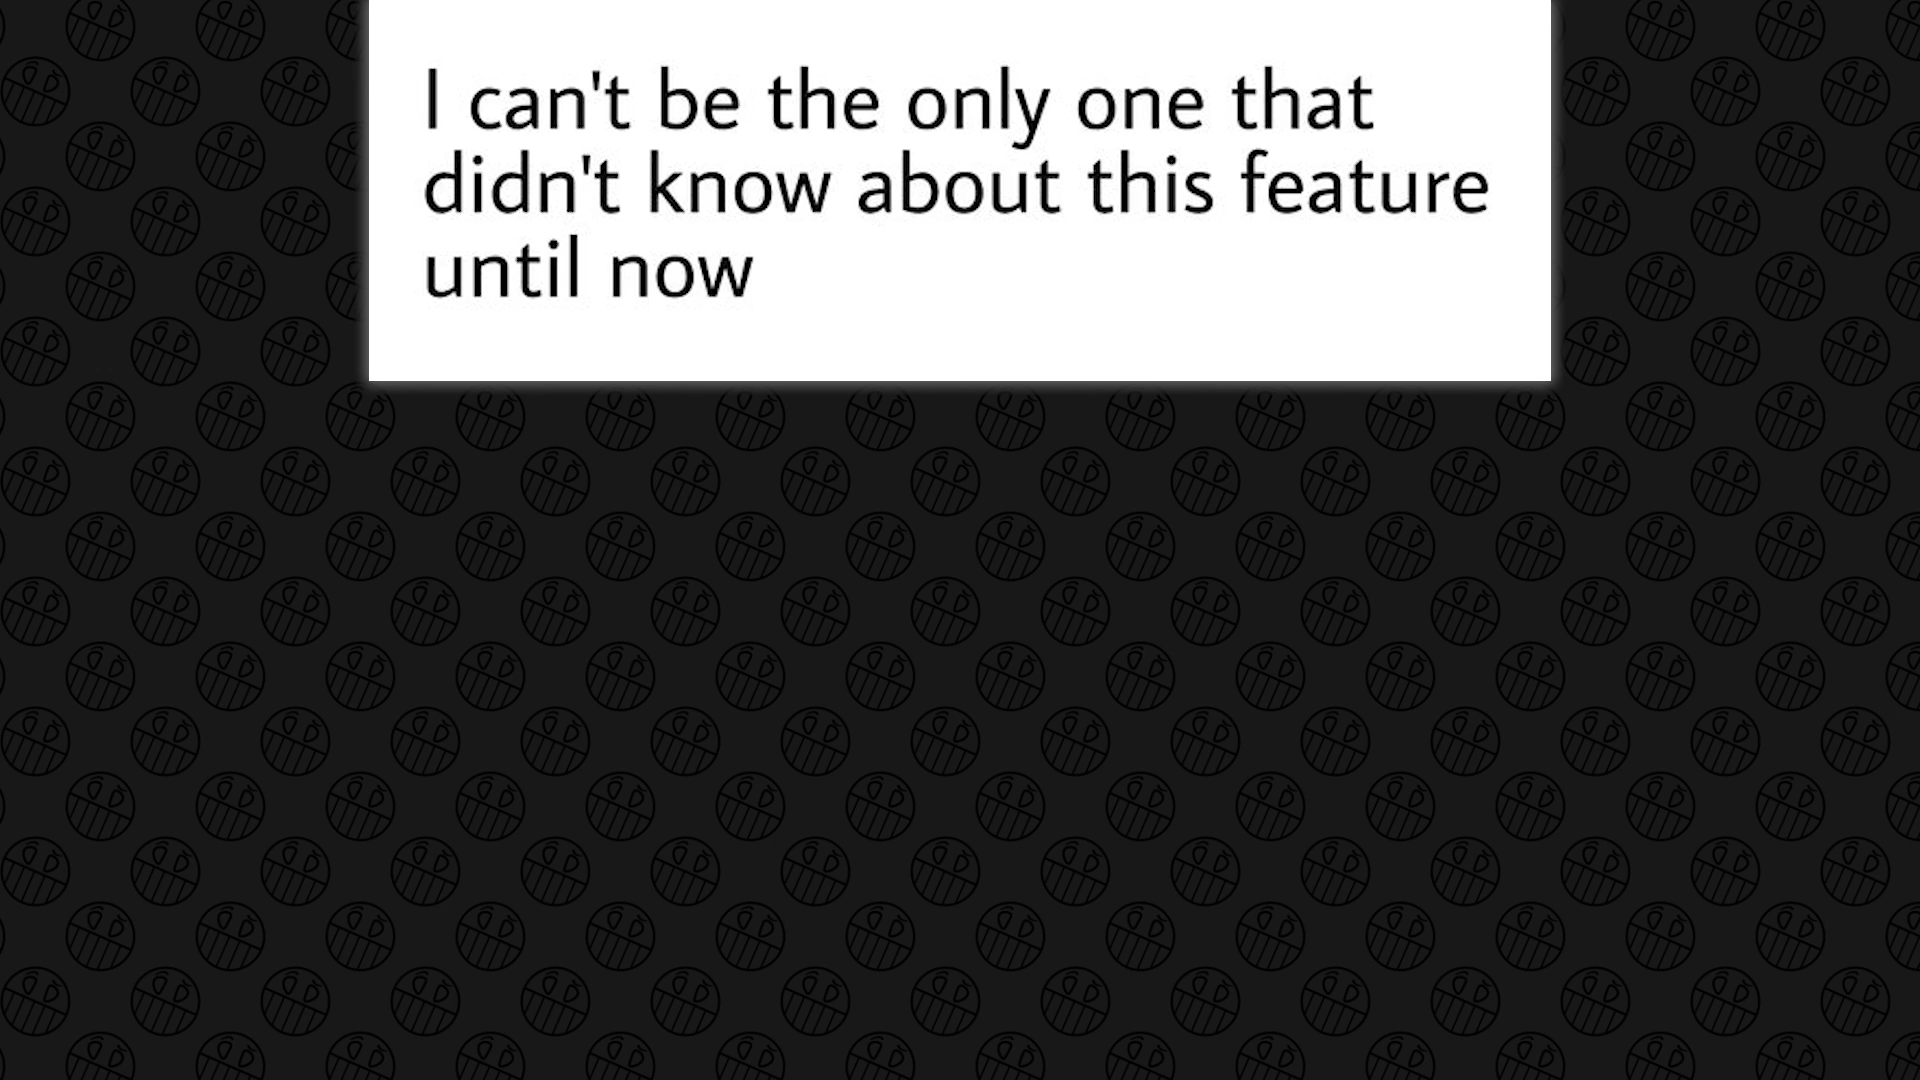 I can't be the only one that
didn't know about this feature
until now